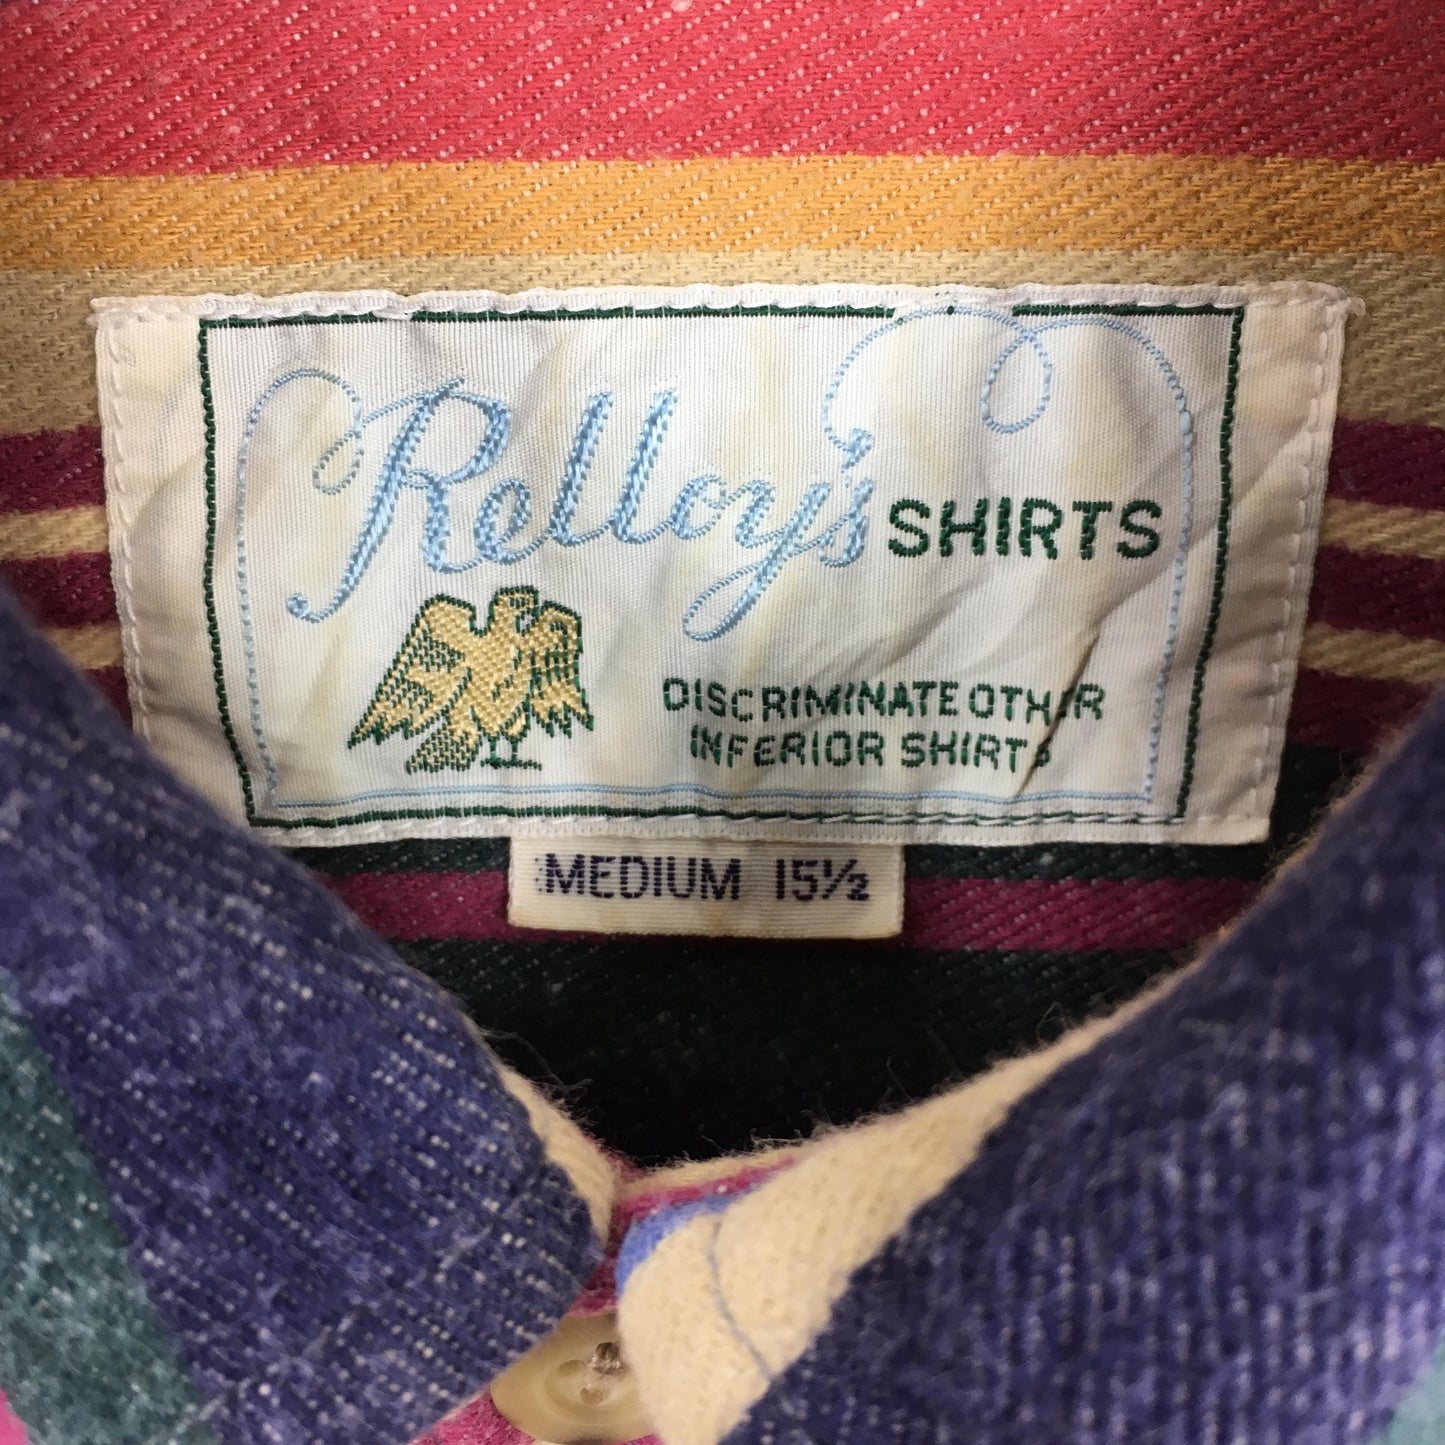 Relloy's SHIRTS
DISCRIMINATE OTHER
INFERIOR SHIRTS
MEDIUM 15½